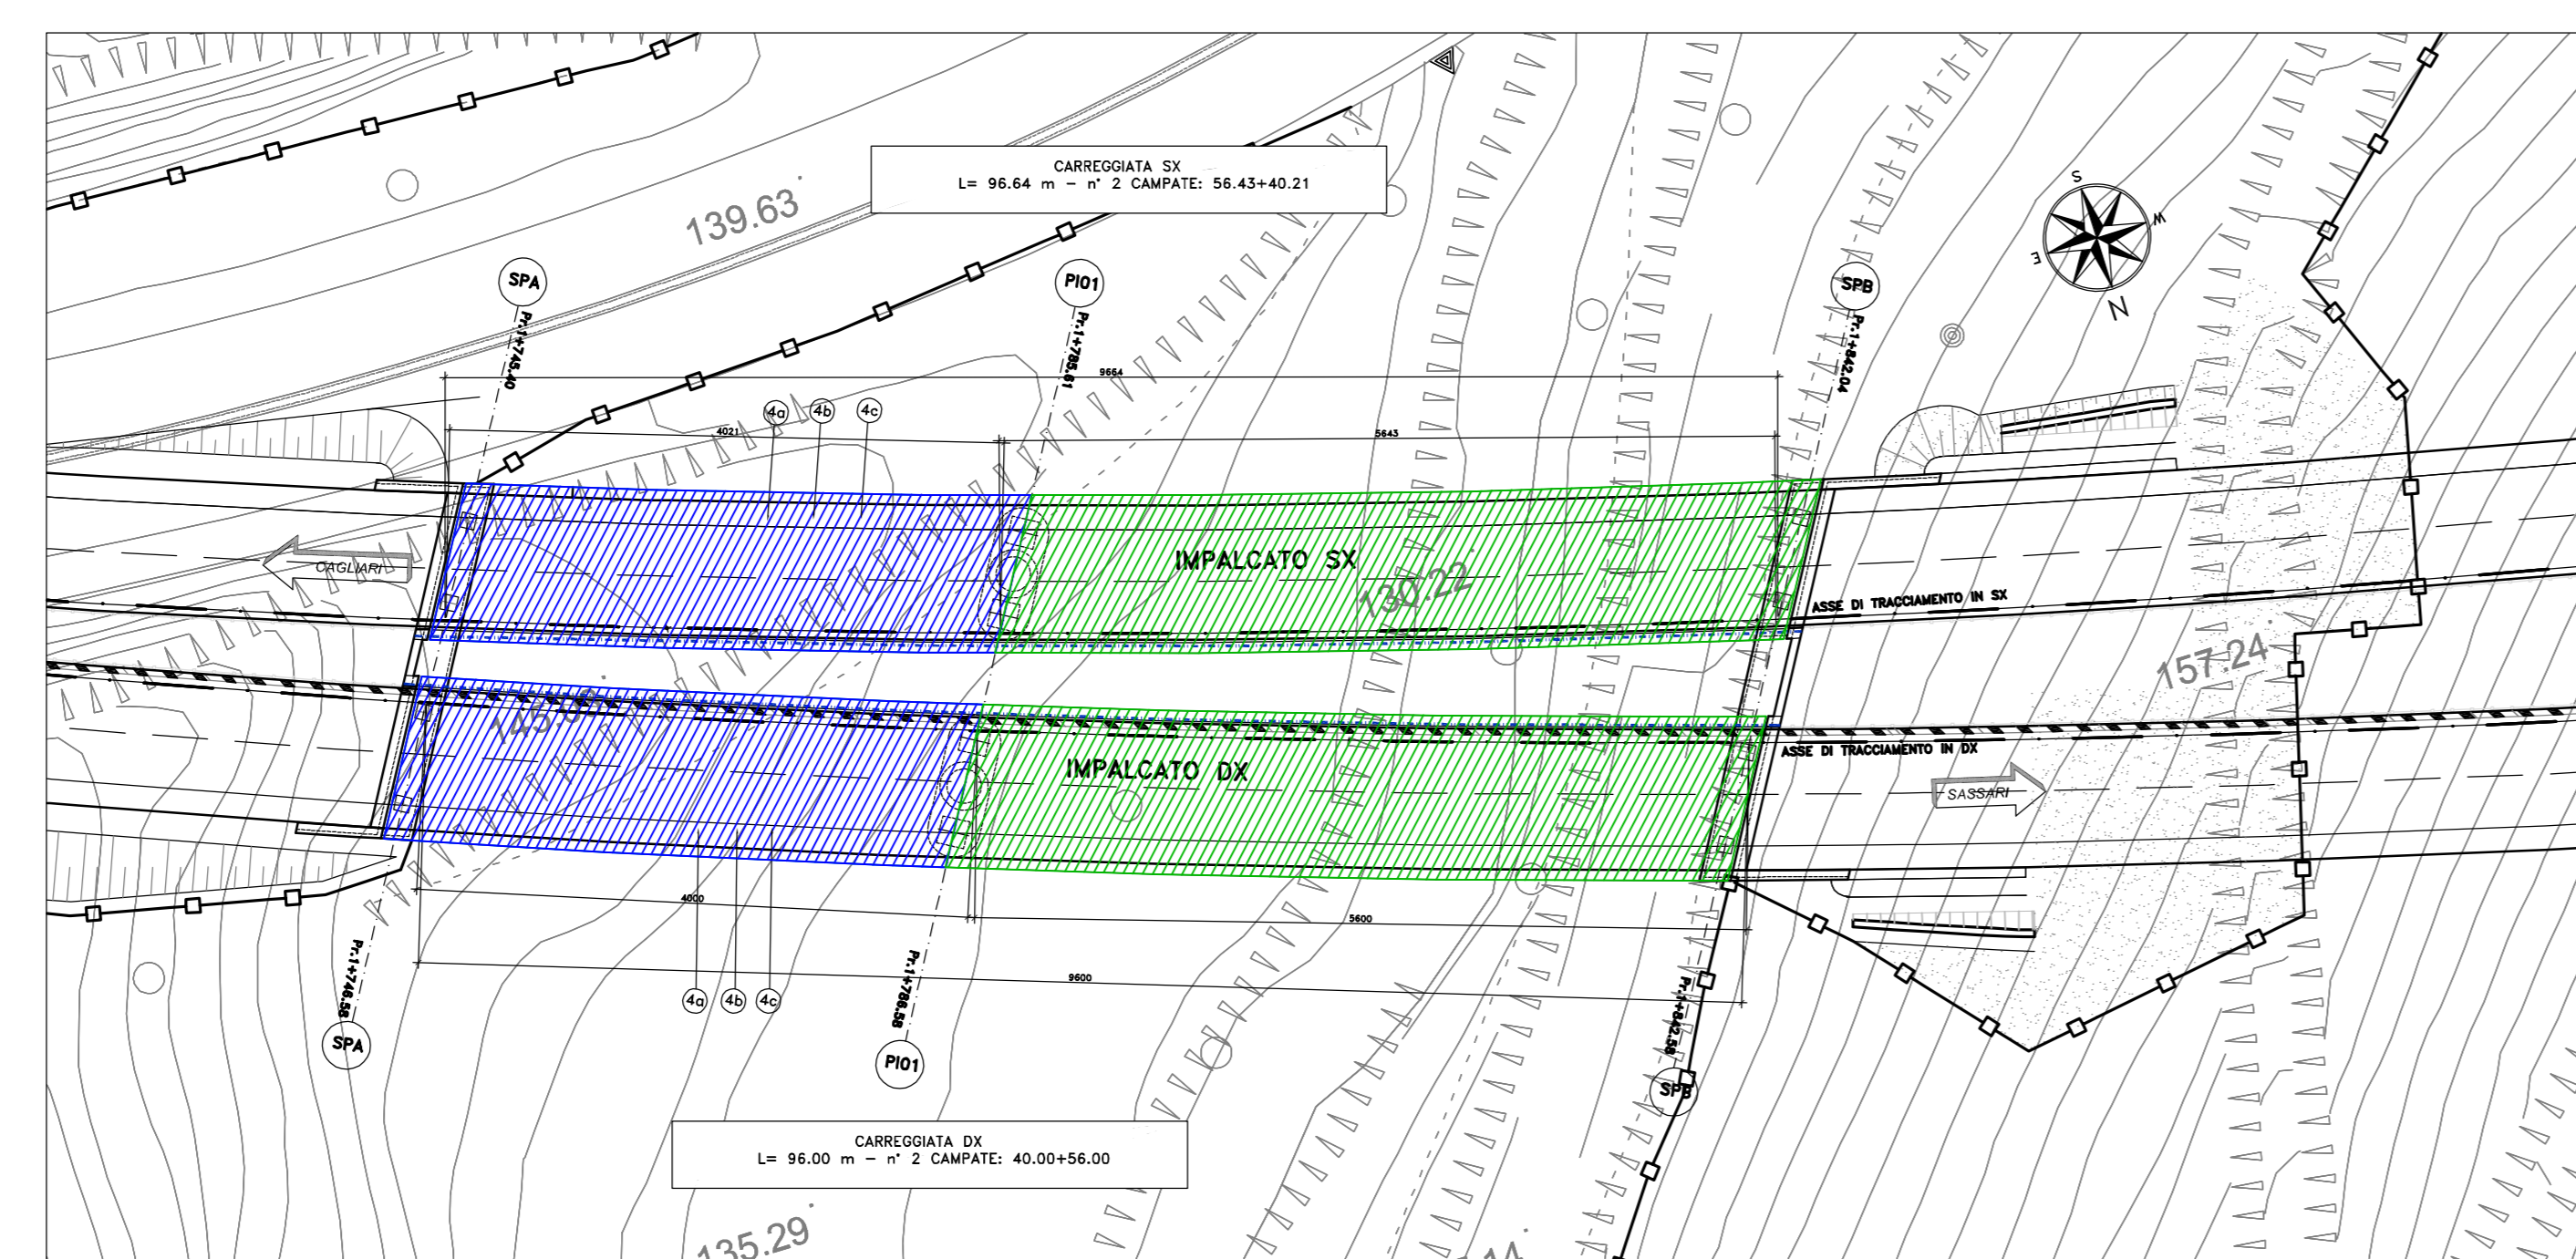 CARREGGIATA SX
L= 96.64 m – n° 2 CAMPATE: 56.43+40.21
139.63
S
W
E
N
SPA
PI01
SPB
Pr.1+745.40
Pr.1+785.61
Pr.1+842.04
9664
4a
4b
4c
4021
5643
IMPALCATO SX
CAGLIARI
130.22
ASSE DI TRACCIAMENTO IN SX
157.24
ASSE DI TRACCIAMENTO IN DX
IMPALCATO DX
SASSARI
4000
5600
9600
4a
4b
4c
Pr.1+746.58
Pr.1+786.58
Pr.1+842.58
SPA
PI01
SPB
CARREGGIATA DX
L= 96.00 m – n° 2 CAMPATE: 40.00+56.00
135.29